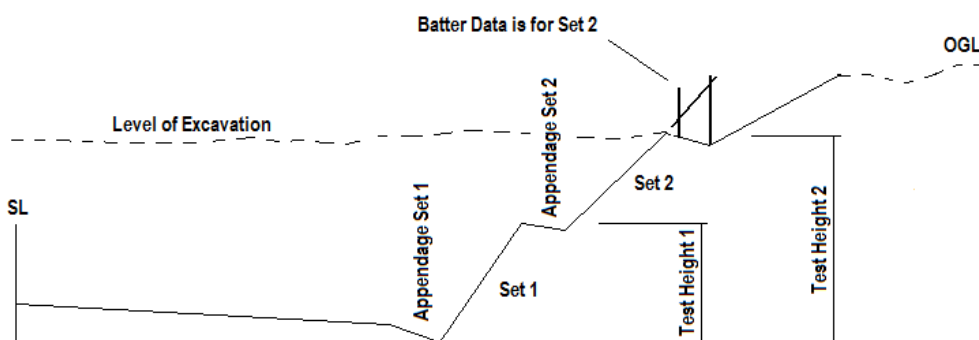 Batter Data is for Set 2
OGL
Level of Excavation
Appendage Set 2
Appendage Set 1
Set 2
SL
Test Height 2
Test Height 1
Set 1